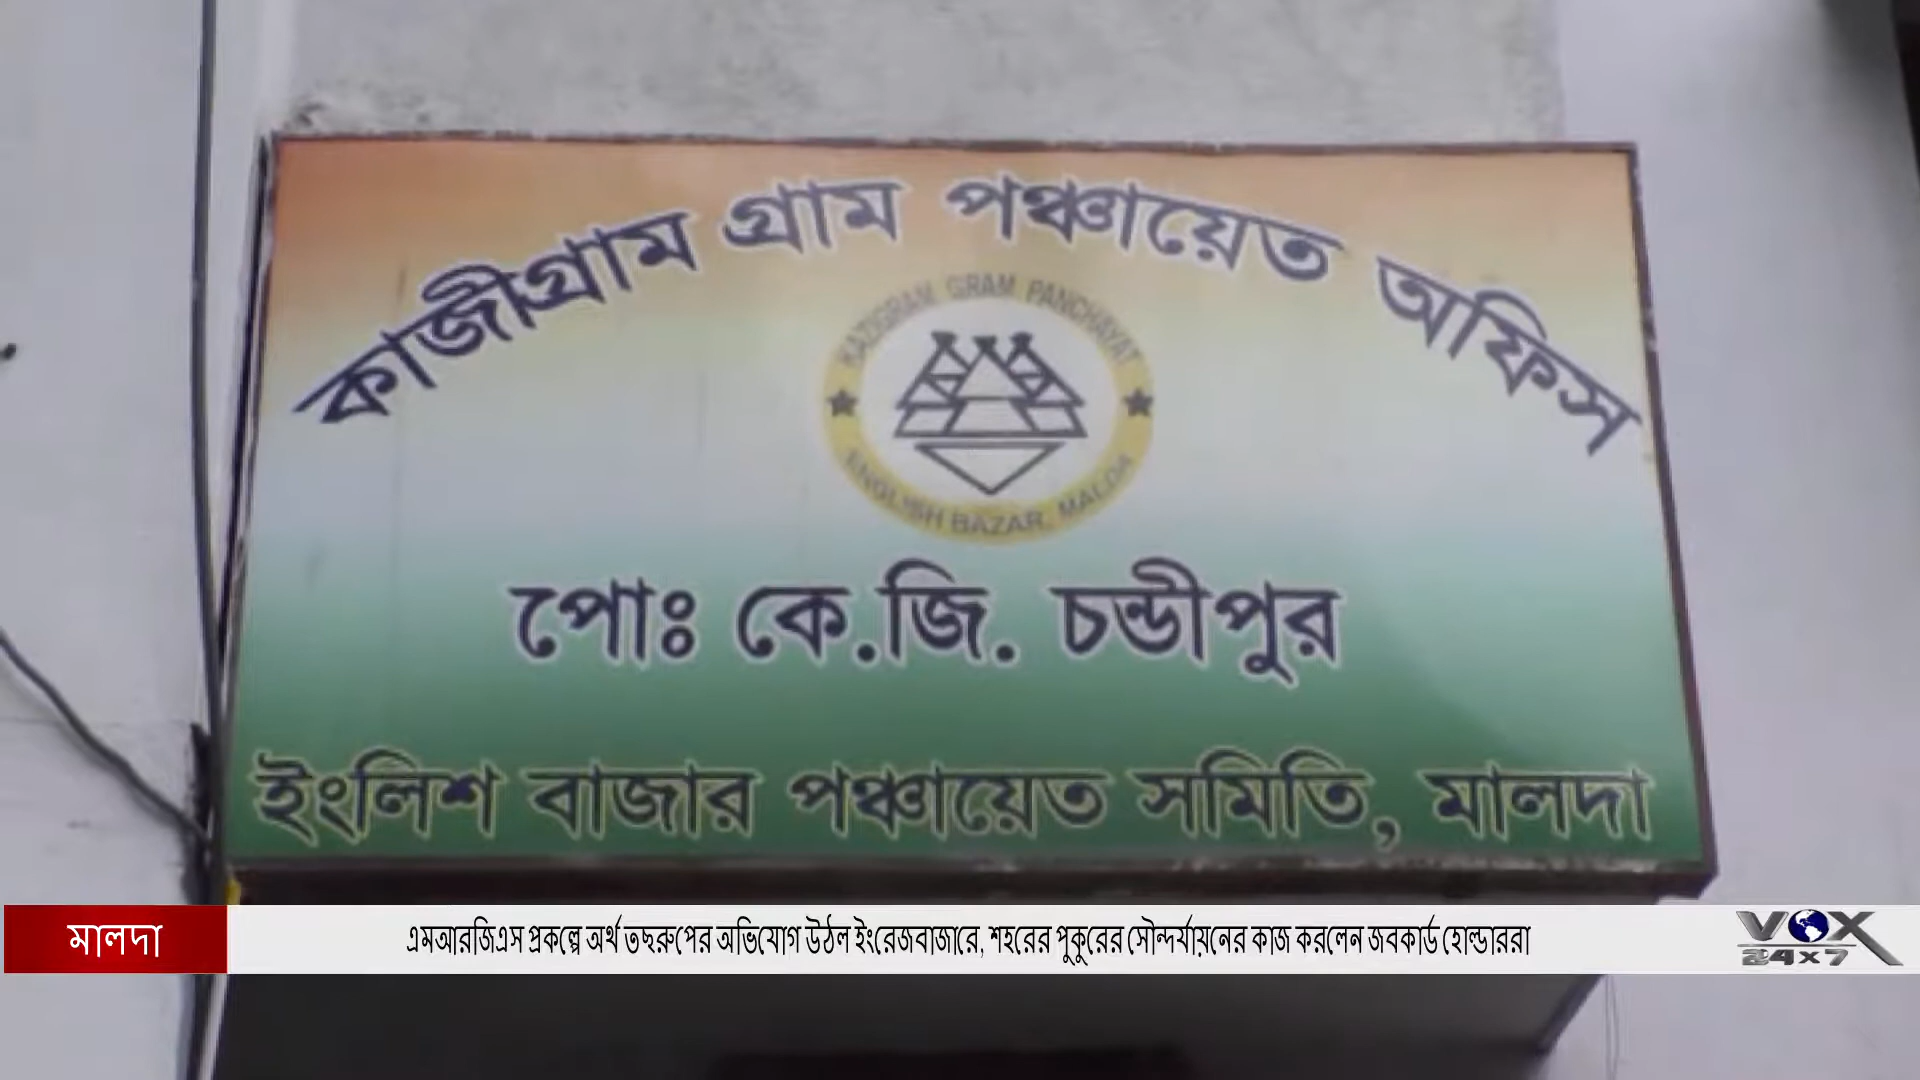 কাজীগ্রাম গ্রাম পঞ্চায়েত অফিস
KAZIGRAM GRAM PANCHAYAT
ENGLISH BAZAR, MALDA
পোঃ কে.জি. চন্ডীপুর
ইংলিশ বাজার পঞ্চায়েত সমিতি, মালদা
মালদা
এমআরজিএস প্রকল্পে অর্থ তছরুপের অভিযোগ উঠল ইংরেজবাজারে, শহরের পুকুরের সৌন্দর্যায়নের কাজ করলেন জবকার্ড হোল্ডাররা
VOX
24x7